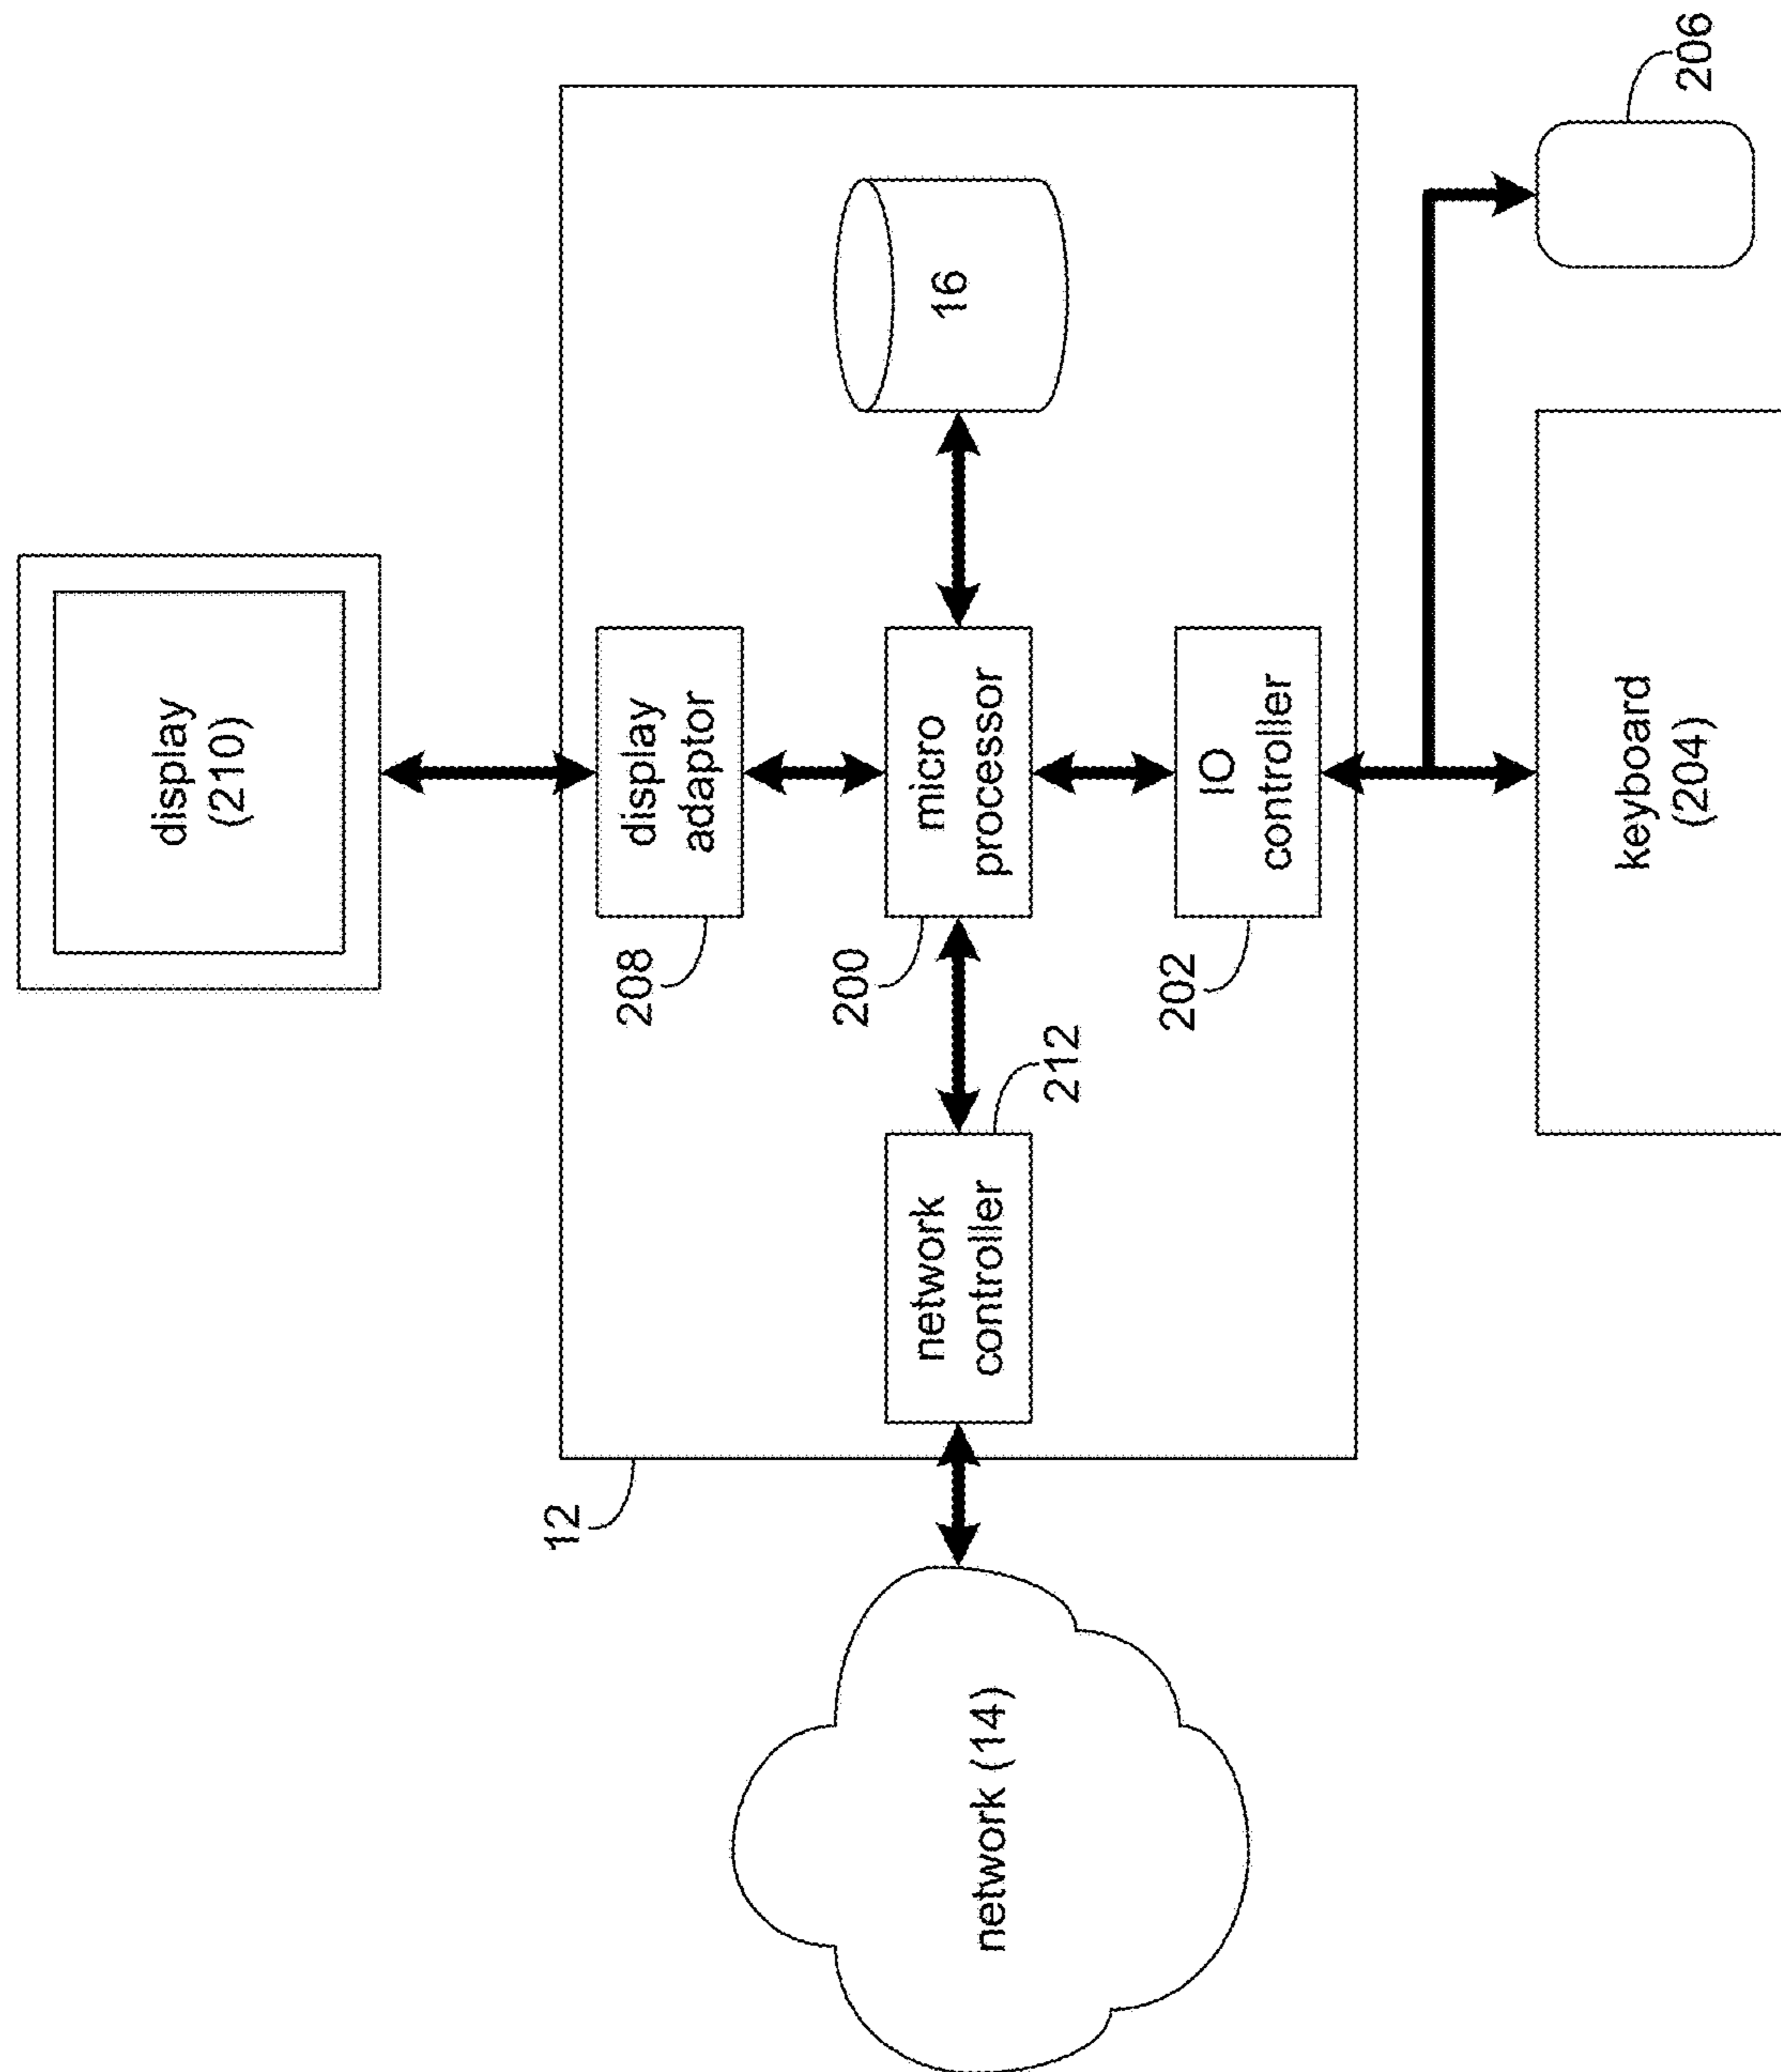 display
(210)
12
208
display
adaptor
200
micro
processor
16
212
network
controller
network (14)
202
IO
controller
keyboard
(204)
206